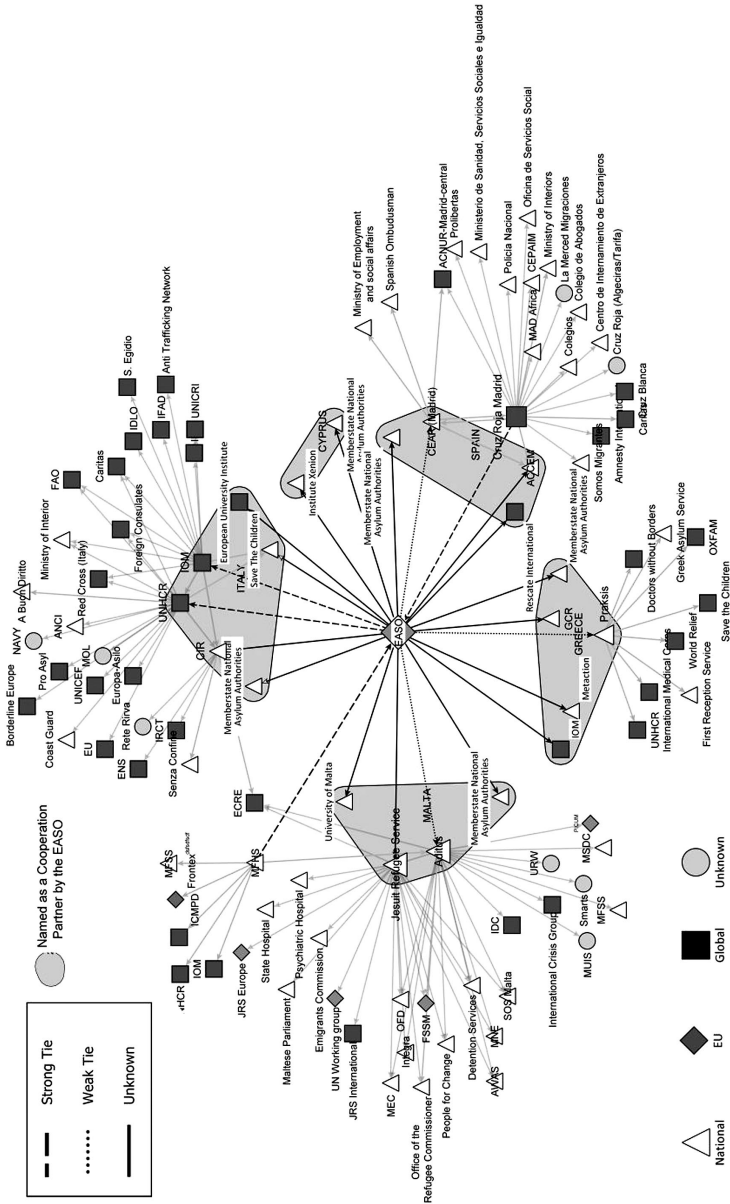 Strong Tie
Weak Tie
Unknown
Named as a Cooperation
Partner by the EASO
Borderline Europe
NAVY
A Buon Diritto
Ministry of Interior
FAO
Coast Guard
Pro Asyl
ANCI
Red Cross (Italy)
Caritas
IDLO
S. Egidio
UNICEF
MOL
Foreign Consulates
IFAD
Anti Trafficking Network
EU
Europa-Asilo
UNICRI
ENS
Rete Rirva
UNHCR
IOM
IRCT
Senza Confine
CIR
ITALY
European University Institute
Save The Children
Memberstate National
Asylum Authorities
ECRE
MFSS
Frontex
ICMPD
IOM
MFHS
University of Malta
Institute Xenion
CYPRUS
Memberstate National
Memberstate National
Asylum Authorities
Ministry of Employment
and social affairs
Spanish Ombudusman
ACNUR-Madrid-central
Prolibertas
Ministerio de Sanidad, Servicios Sociales e Igualdad
Policía Nacional
CEPAIM
Oficina de Servicios Social
MAD Africa
Ministry of Interiors
La Merced Migraciones
Colegio de Abogados
Colegios
Centro de Internamiento de Extranjeros
Cruz Roja (Algeciras/Tarifa)
Cruz Blanca
Caritas
Amnesty
Somos Migrantes
CEAR (Madrid)
SPAIN
Cruz Roja Madrid
ACCEM
Rescate International
EASO
Memberstate National
Asylum Authorities
GCR
GREECE
Praksis
Metaction
IOM
Doctors without Borders
Greek Asylum Service
OXFAM
Save the Children
World Relief
International Medical
First Reception Service
UNHCR
JRS Europe
State Hospital
Psychiatric Hospital
Maltese Parliament
Emigrants Commission
UN Working group
JRS International
Jesuit Refugee Service
MALTA
Aditus
Memberstate National
Asylum Authorities
MEC
Integra
OFD
Office of the
Refugee Commissioner
FSSM
People for Change
Detention Services
AWAS
MNE
SOS Malta
IDC
International Crisis Group
URW
Smarts
MUIS
MFSS
MSDC
PICUM
National
EU
Global
Unknown